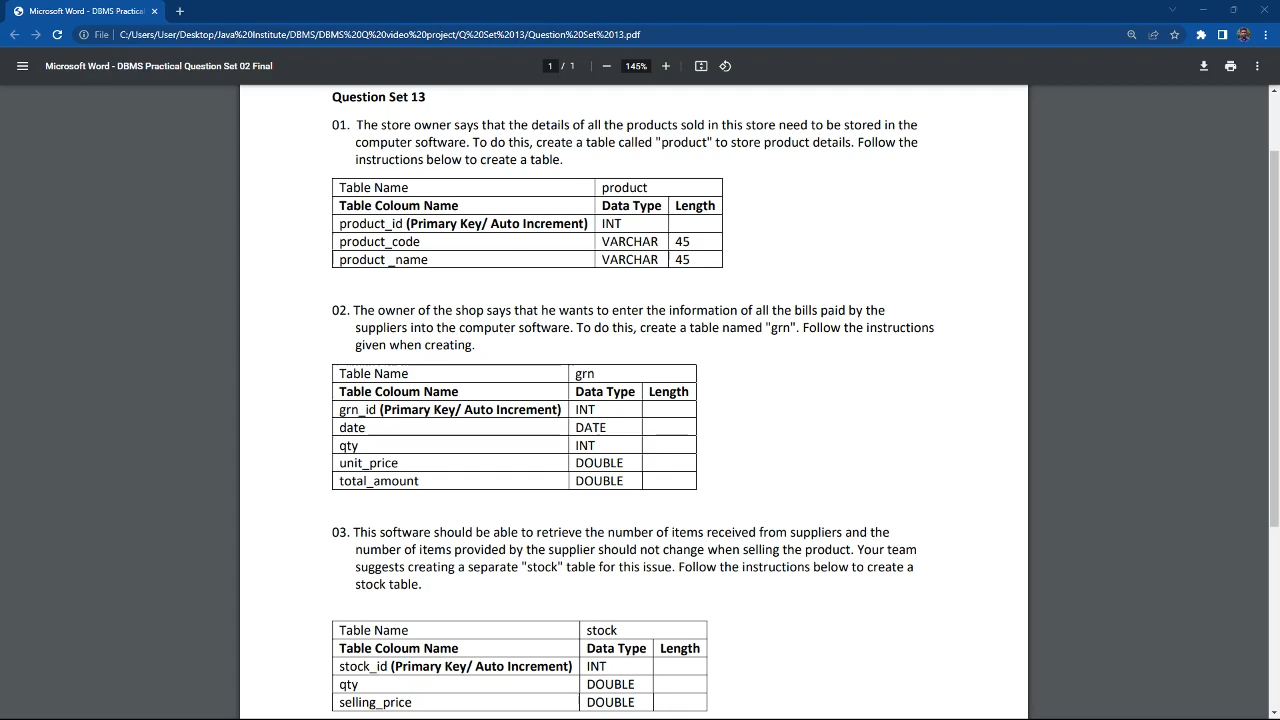 Microsoft Word - DBMS Practical
File C:/Users/User/Desktop/Java%20Institute/DBMS/DBMS%20Q%20video%20project/Q%20Set%2013/Question%20Set%2013.pdf
Microsoft Word - DBMS Practical Question Set 02 Final
1 / 1
145%
Question Set 13
01. The store owner says that the details of all the products sold in this store need to be stored in the
computer software. To do this, create a table called "product" to store product details. Follow the
instructions below to create a table.
Table Name product
Table Coloum Name Data Type Length
product_id (Primary Key/ Auto Increment) INT
product_code VARCHAR 45
product _name VARCHAR 45
02. The owner of the shop says that he wants to enter the information of all the bills paid by the
suppliers into the computer software. To do this, create a table named "grn". Follow the instructions
given when creating.
Table Name grn
Table Coloum Name Data Type Length
grn_id (Primary Key/ Auto Increment) INT
date DATE
qty INT
unit_price DOUBLE
total_amount DOUBLE
03. This software should be able to retrieve the number of items received from suppliers and the
number of items provided by the supplier should not change when selling the product. Your team
suggests creating a separate "stock" table for this issue. Follow the instructions below to create a
stock table.
Table Name stock
Table Coloum Name Data Type Length
stock_id (Primary Key/ Auto Increment) INT
qty DOUBLE
selling_price DOUBLE